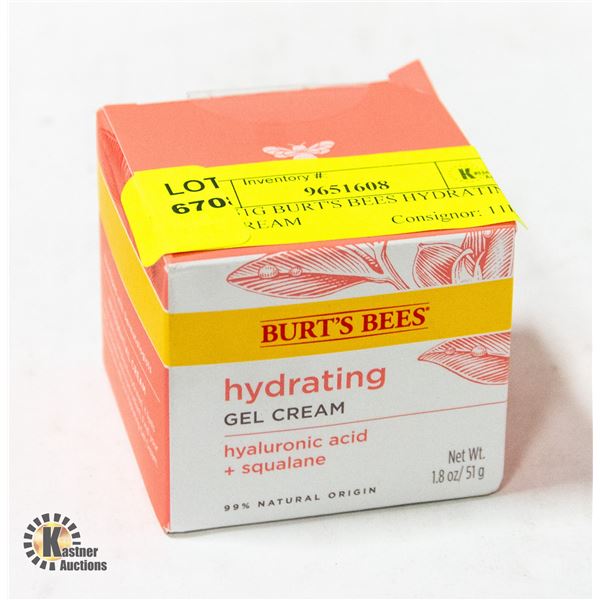 LOT
670
Inventory #
9651608
BURT'S BEES HYDRATIN
REAM
Consignor:
BURT'S BEES
hydrating
GEL CREAM
hyaluronic acid
+ squalane
99% NATURAL ORIGIN
Net Wt.
1.8 oz/ 51 g
Kastner
Auctions